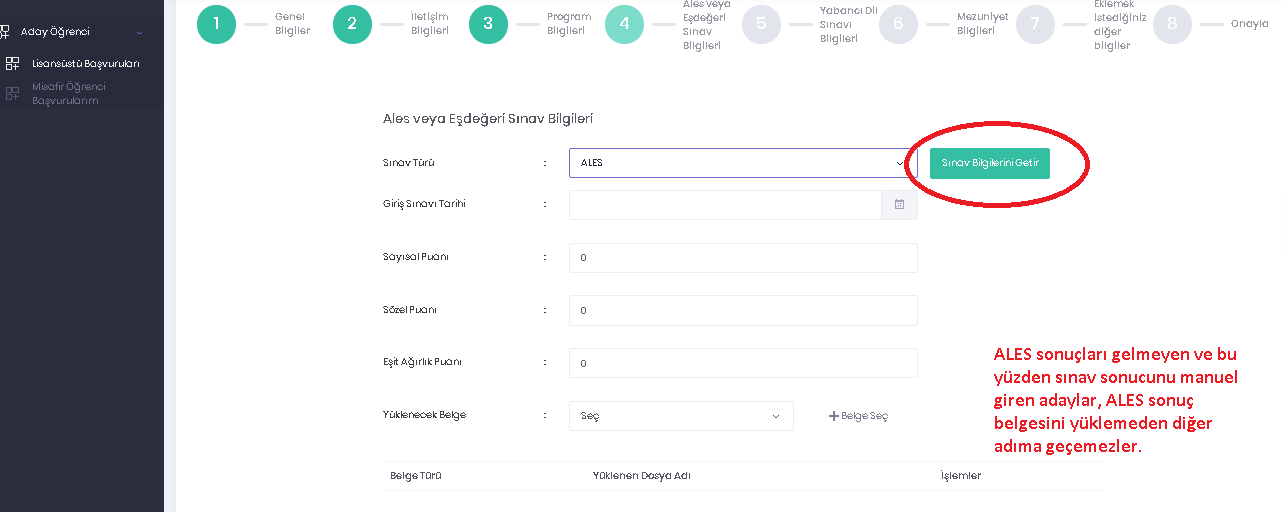 Aday Öğrenci
Lisansüstü Başvuruları
Misafir Öğrenci
Başvurularım
1
Genel
Bilgiler
2
İletişim
Bilgileri
3
Program
Bilgileri
4
Ales veya
Eşdeğeri
Sınav
Bilgileri
5
Yabancı Dil
Sınavı
Bilgileri
6
Mezuniyet
Bilgileri
7
Eklemek
istediğiniz
diğer
bilgiler
8
Onayla
Ales veya Eşdeğeri Sınav Bilgileri
Sınav Türü : ALES Sınav Bilgilerini Getir
Giriş Sınavı Tarihi :
Sayısal Puanı : 0
Sözel Puanı : 0
Eşit Ağırlık Puanı : 0
Yüklenecek Belge : Seç + Belge Seç
ALES sonuçları gelmeyen ve bu
yüzden sınav sonucunu manuel
giren adaylar, ALES sonuç
belgesini yüklemeden diğer
adıma geçemezler.
Belge Türü Yüklenen Dosya Adı İşlemler